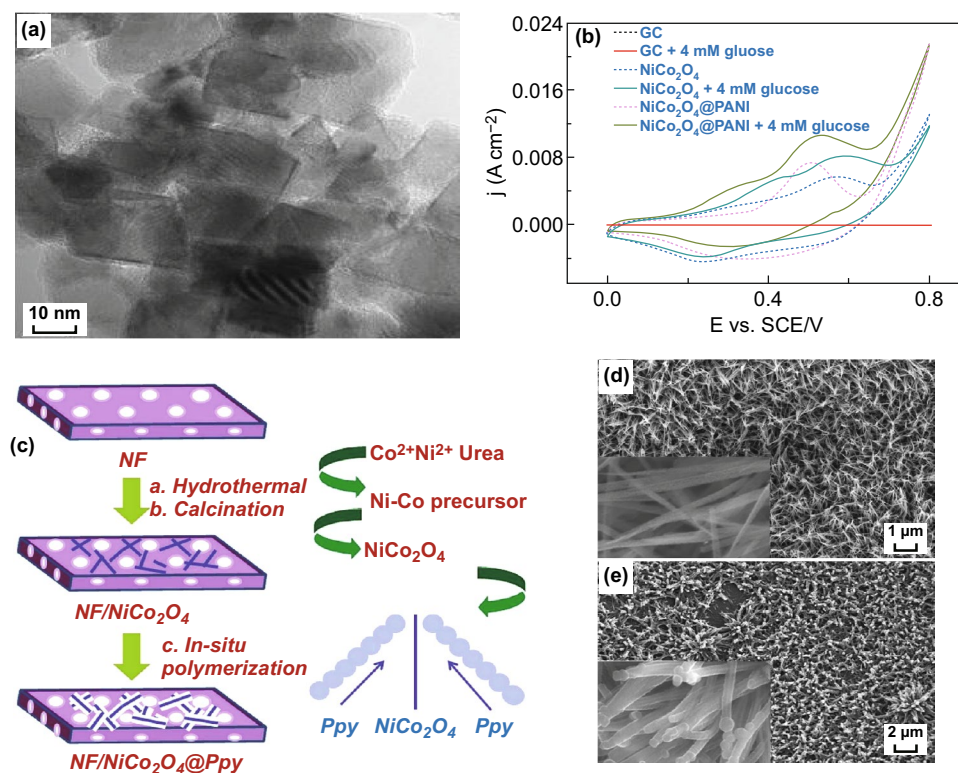 (a)
10 nm
(b)
0.024
0.016
0.008
0.000
j (A cm⁻²)
GC
GC + 4 mM gluose
NiCo₂O₄
NiCo₂O₄ + 4 mM glucose
NiCo₂O₄@PANI
NiCo₂O₄@PANI + 4 mM glucose
0.0
0.4
0.8
E vs. SCE/V
(c)
NF
a. Hydrothermal
b. Calcination
NF/NiCo₂O₄
c. In-situ
polymerization
NF/NiCo₂O₄@Ppy
Co²⁺Ni²⁺ Urea
Ni-Co precursor
NiCo₂O₄
Ppy NiCo₂O₄ Ppy
(d)
1 μm
(e)
2 μm